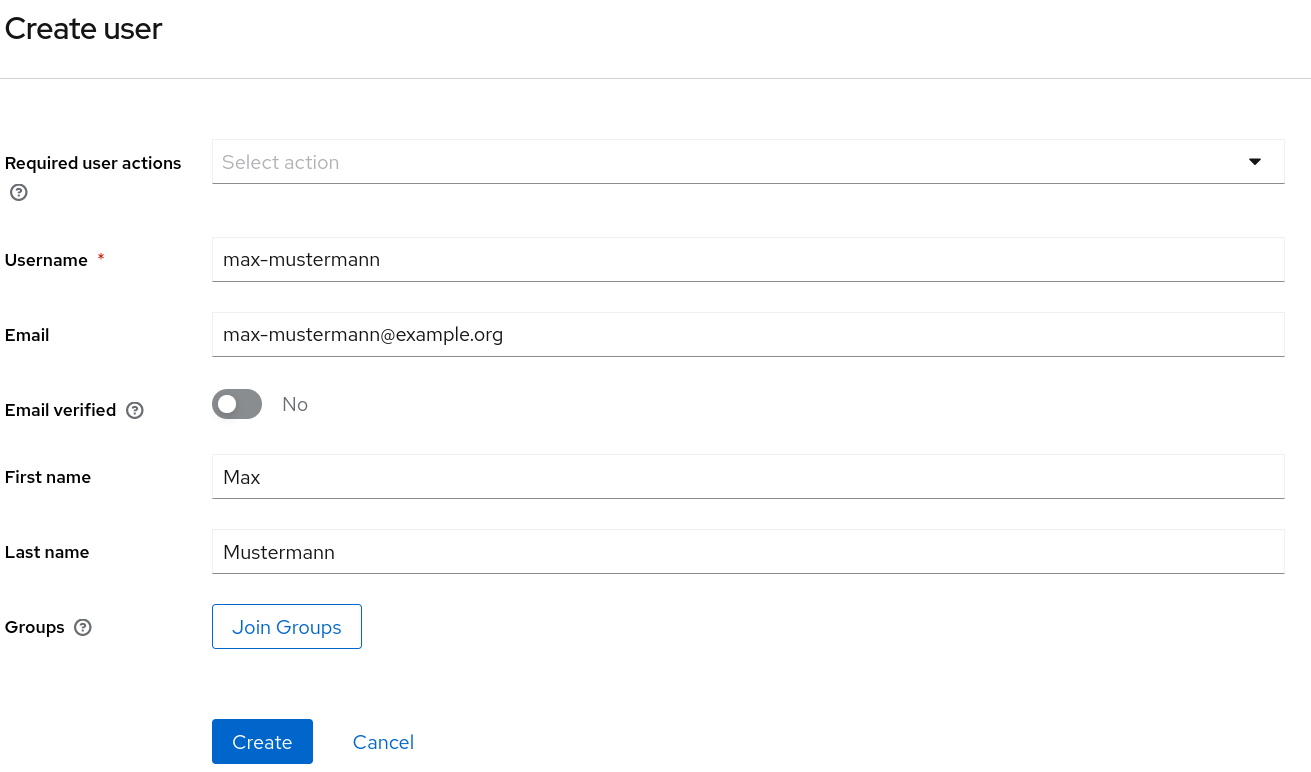 Create user
Required user actions
Select action
Username *
max-mustermann
Email
max-mustermann@example.org
Email verified
No
First name
Max
Last name
Mustermann
Groups
Join Groups
Create
Cancel